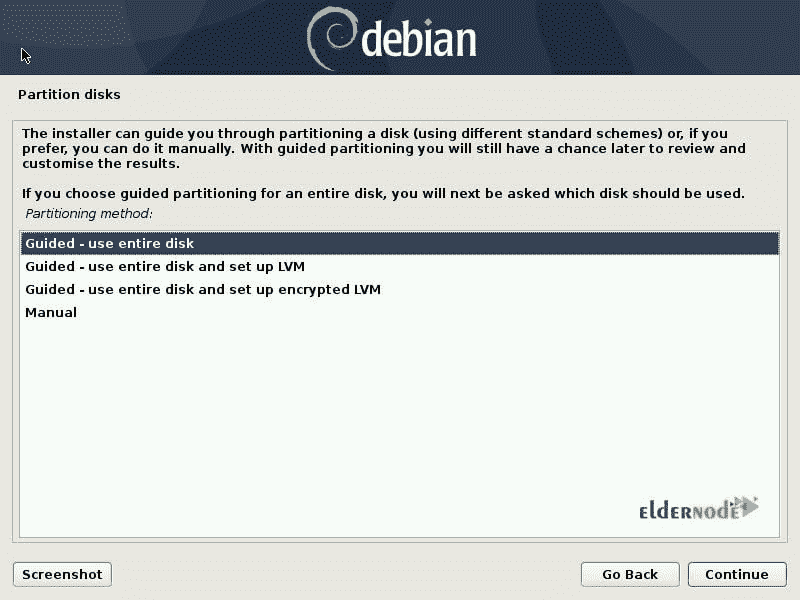 debian
Partition disks
The installer can guide you through partitioning a disk (using different standard schemes) or, if you
prefer, you can do it manually. With guided partitioning you will still have a chance later to review and
customise the results.
If you choose guided partitioning for an entire disk, you will next be asked which disk should be used.
Partitioning method:
Guided - use entire disk
Guided - use entire disk and set up LVM
Guided - use entire disk and set up encrypted LVM
Manual
eldernode
Screenshot
Go Back
Continue